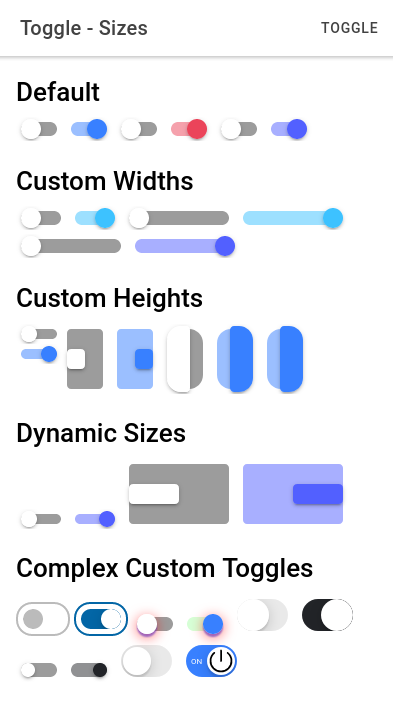 Toggle - Sizes
TOGGLE
Default
Custom Widths
Custom Heights
Dynamic Sizes
Complex Custom Toggles
ON